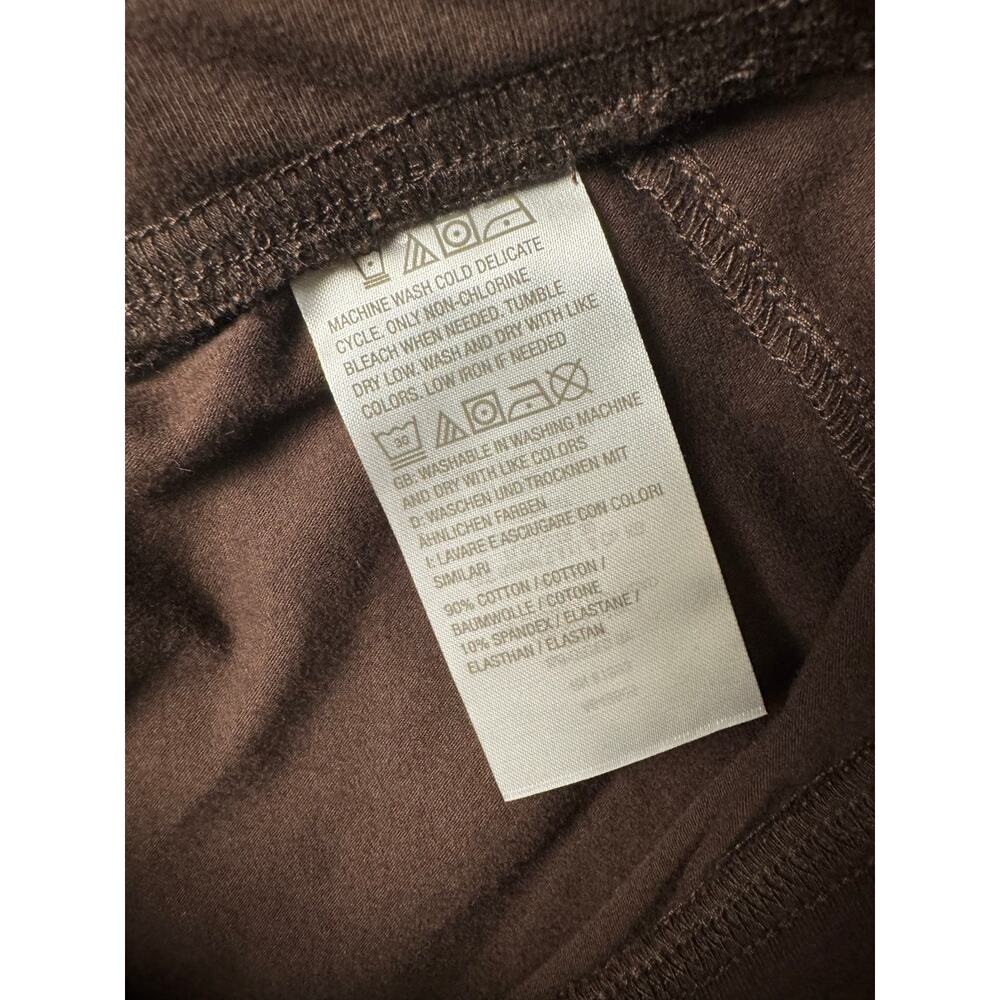 MACHINE WASH COLD DELICATE
CYCLE. ONLY NON-CHLORINE
BLEACH WHEN NEEDED. TUMBLE
DRY LOW. WASH AND DRY WITH LIKE
COLORS. LOW IRON IF NEEDED
30
GB: WASHABLE IN WASHING MACHINE
AND DRY WITH LIKE COLORS
D: WASCHEN UND TROCKNEN MIT
ÄHNLICHEN FARBEN
I: LAVARE E ASCIUGARE CON COLORI
SIMILARI
90% COTTON / COTTON /
BAUMWOLLE / COTONE
10% SPANDEX / ELASTANE /
ELASTHAN / ELASTAN